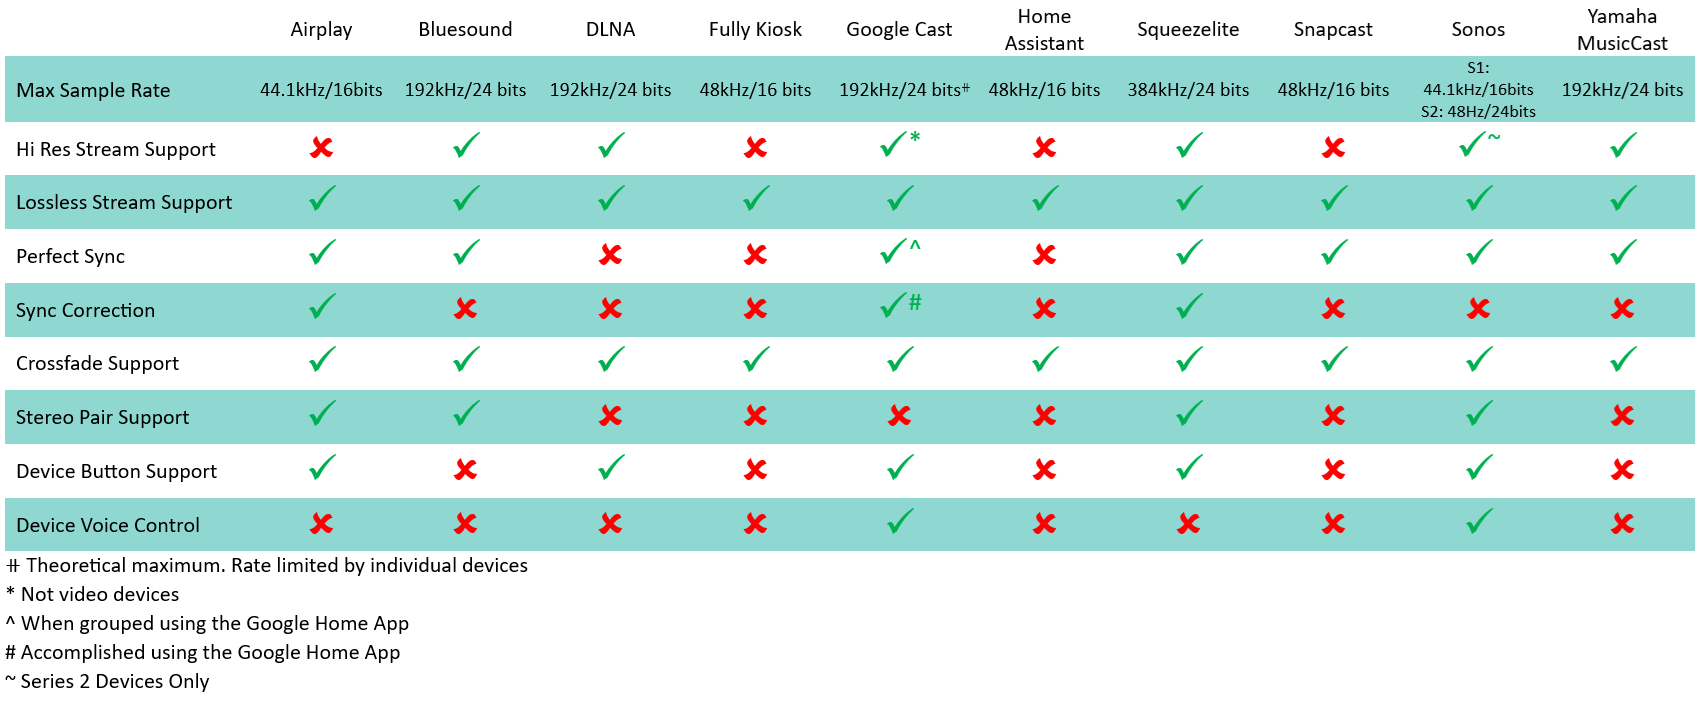 Airplay Bluesound DLNA Fully Kiosk Google Cast Home Assistant Squeezelite Snapcast Sonos Yamaha MusicCast
Max Sample Rate 44.1kHz/16bits 192kHz/24 bits 192kHz/24 bits 48kHz/16 bits 192kHz/24 bits⧺ 48kHz/16 bits 384kHz/24 bits 48kHz/16 bits S1: 44.1kHz/16bits S2: 48Hz/24bits 192kHz/24 bits
Hi Res Stream Support ✘ ✓ ✓ ✘ ✓* ✘ ✓ ✘ ✓~ ✓
Lossless Stream Support ✓ ✓ ✓ ✓ ✓ ✓ ✓ ✓ ✓ ✓
Perfect Sync ✓ ✓ ✘ ✘ ✓^ ✘ ✓ ✓ ✓ ✓
Sync Correction ✓ ✘ ✘ ✘ ✓# ✘ ✓ ✘ ✘ ✘
Crossfade Support ✓ ✓ ✓ ✓ ✓ ✓ ✓ ✓ ✓ ✓
Stereo Pair Support ✓ ✓ ✘ ✘ ✘ ✘ ✓ ✘ ✓ ✘
Device Button Support ✓ ✘ ✓ ✘ ✓ ✘ ✓ ✘ ✓ ✘
Device Voice Control ✘ ✘ ✘ ✘ ✓ ✘ ✘ ✘ ✓ ✘
⧺ Theoretical maximum. Rate limited by individual devices
* Not video devices
^ When grouped using the Google Home App
# Accomplished using the Google Home App
~ Series 2 Devices Only